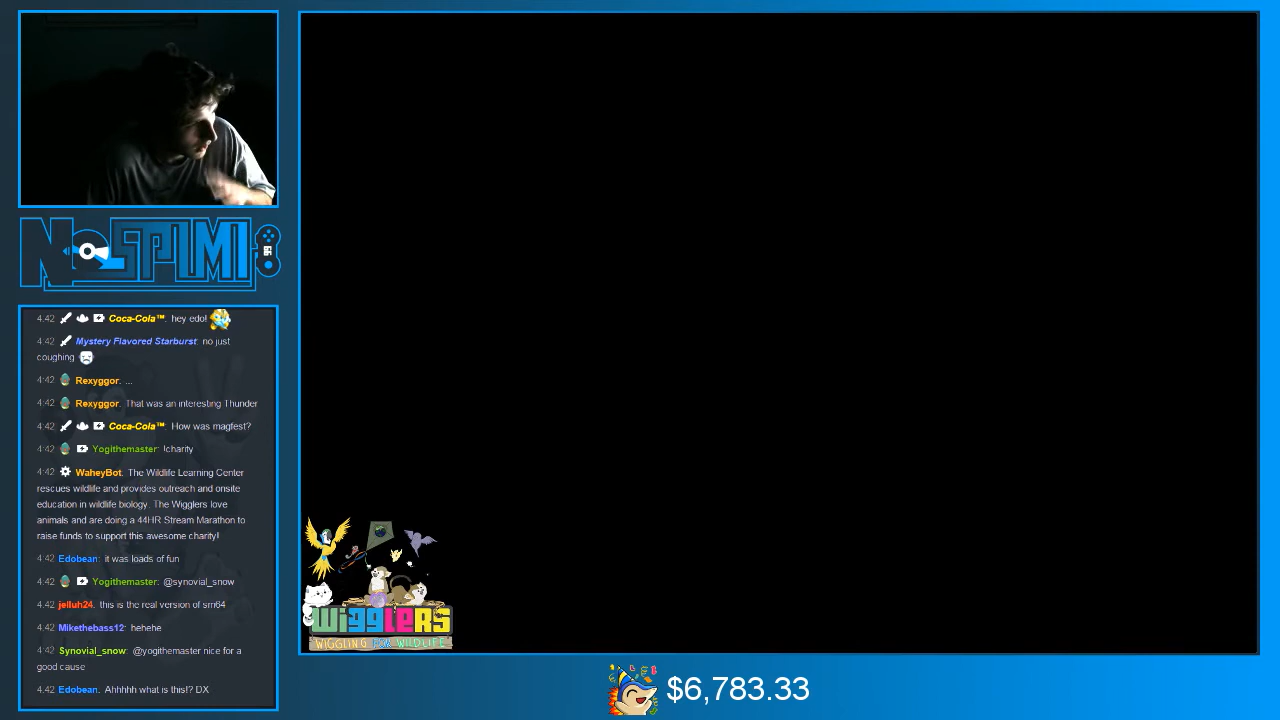 NOSTALIMI
4:42 Coca-Cola™: hey edo!
4:42 Mystery Flavored Starburst: no just
coughing
4:42 Rexyggor: ...
4:42 Rexyggor: That was an interesting Thunder
4:42 Coca-Cola™: How was magfest?
4:42 Yogithemaster: !charity
4:42 WaheyBot: The Wildlife Learning Center
rescues wildlife and provides outreach and onsite
education in wildlife biology. The Wigglers love
animals and are doing a 44HR Stream Marathon to
raise funds to support this awesome charity!
4:42 Edobean: it was loads of fun
4:42 Yogithemaster: @synovial_snow
4:42 jelluh24: this is the real version of sm64
4:42 Mikethebass12: hehehe
4:42 Synovial_snow: @yogithemaster nice for a
good cause
4:42 Edobean: Ahhhhh what is this!? DX
WiggLeRS
WIGGLING FOR WILDLIFE
$6,783.33